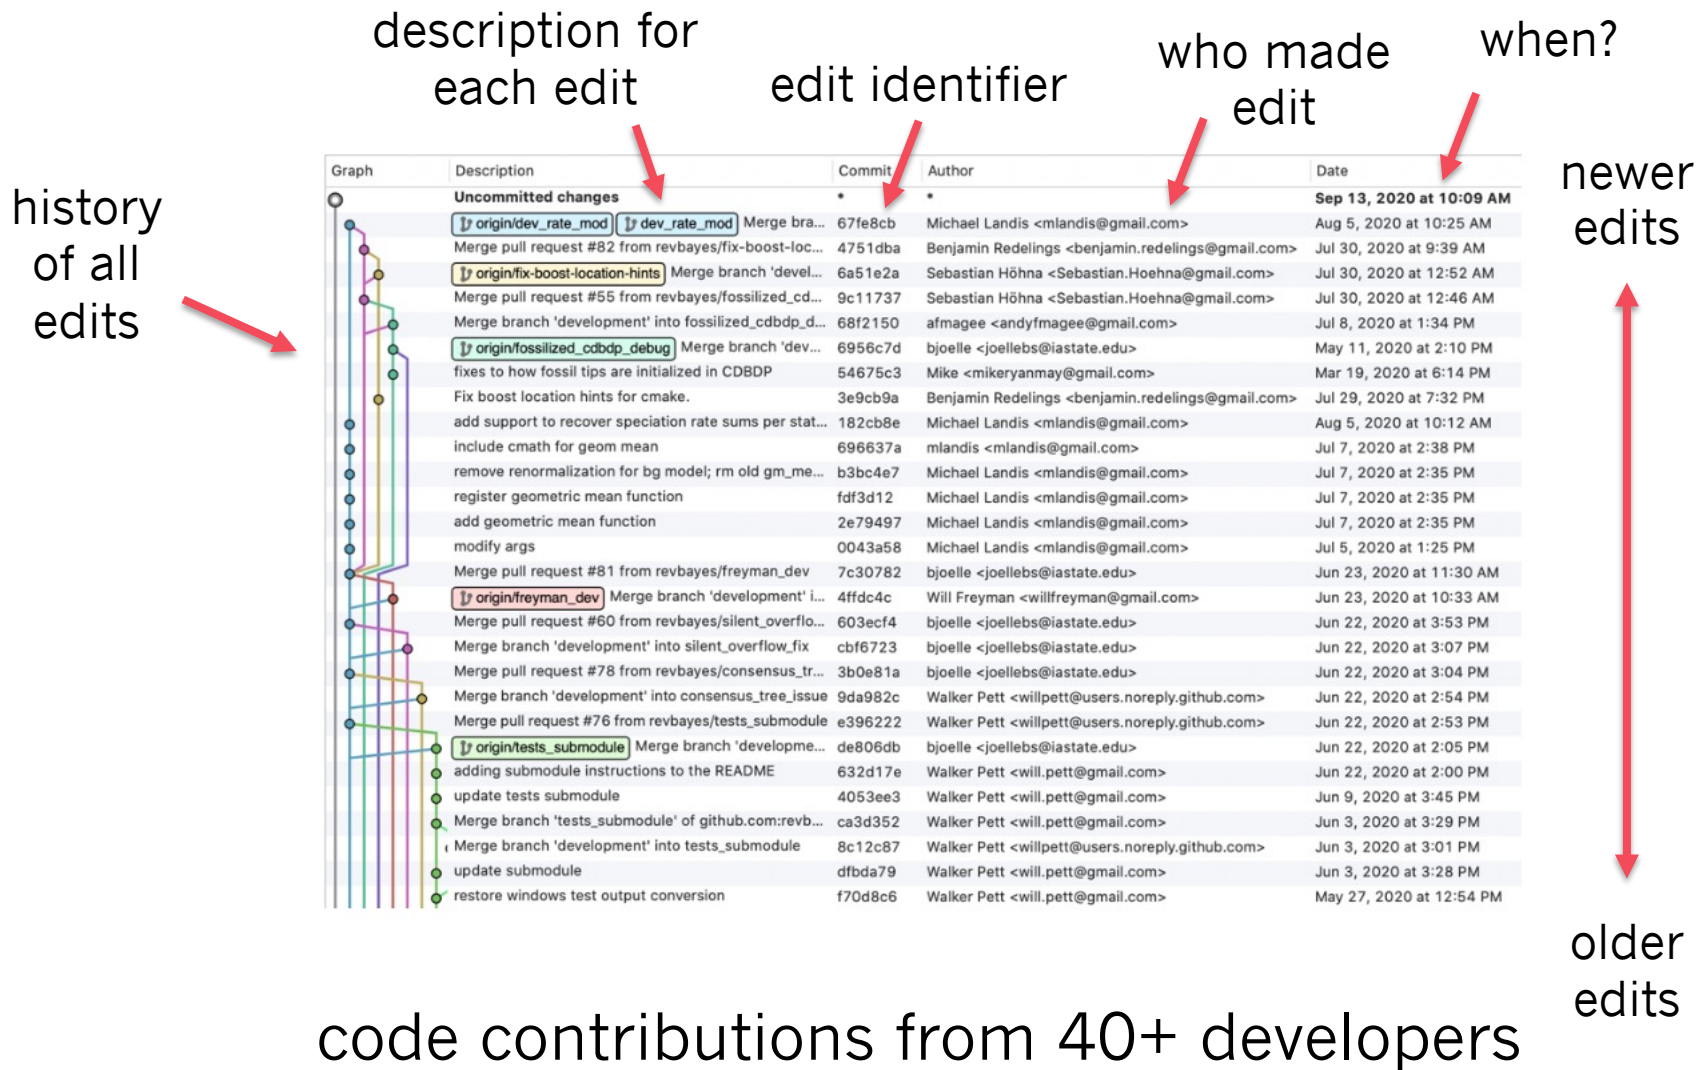 description for
each edit
edit identifier
who made
edit
when?
history
of all
edits
newer
edits
older
edits
Graph Description Commit Author Date
Uncommitted changes * * Sep 13, 2020 at 10:09 AM
origin/dev_rate_mod dev_rate_mod Merge bra... 67fe8cb Michael Landis <mlandis@gmail.com> Aug 5, 2020 at 10:25 AM
Merge pull request #82 from revbayes/fix-boost-loc... 4751dba Benjamin Redelings <benjamin.redelings@gmail.com> Jul 30, 2020 at 9:39 AM
origin/fix-boost-location-hints Merge branch 'devel... 6a51e2a Sebastian Höhna <Sebastian.Hoehna@gmail.com> Jul 30, 2020 at 12:52 AM
Merge pull request #55 from revbayes/fossilized_cd... 9c11737 Sebastian Höhna <Sebastian.Hoehna@gmail.com> Jul 30, 2020 at 12:46 AM
Merge branch 'development' into fossilized_cdbdp_d... 68f2150 afmagee <andyfmagee@gmail.com> Jul 8, 2020 at 1:34 PM
origin/fossilized_cdbdp_debug Merge branch 'dev... 6956c7d bjoelle <joellebs@iastate.edu> May 11, 2020 at 2:10 PM
fixes to how fossil tips are initialized in CDBDP 54675c3 Mike <mikeryanmay@gmail.com> Mar 19, 2020 at 6:14 PM
Fix boost location hints for cmake. 3e9cb9a Benjamin Redelings <benjamin.redelings@gmail.com> Jul 29, 2020 at 7:32 PM
add support to recover speciation rate sums per stat... 182cb8e Michael Landis <mlandis@gmail.com> Aug 5, 2020 at 10:12 AM
include cmath for geom mean 696637a mlandis <mlandis@gmail.com> Jul 7, 2020 at 2:38 PM
remove renormalization for bg model; rm old gm_me... b3bc4e7 Michael Landis <mlandis@gmail.com> Jul 7, 2020 at 2:35 PM
register geometric mean function fdf3d12 Michael Landis <mlandis@gmail.com> Jul 7, 2020 at 2:35 PM
add geometric mean function 2e79497 Michael Landis <mlandis@gmail.com> Jul 7, 2020 at 2:35 PM
modify args 0043a58 Michael Landis <mlandis@gmail.com> Jul 5, 2020 at 1:25 PM
Merge pull request #81 from revbayes/freyman_dev 7c30782 bjoelle <joellebs@iastate.edu> Jun 23, 2020 at 11:30 AM
origin/freyman_dev Merge branch 'development' i... 4ffdc4c Will Freyman <willfreyman@gmail.com> Jun 23, 2020 at 10:33 AM
Merge pull request #60 from revbayes/silent_overflo... 603ecf4 bjoelle <joellebs@iastate.edu> Jun 22, 2020 at 3:53 PM
Merge branch 'development' into silent_overflow_fix cbf6723 bjoelle <joellebs@iastate.edu> Jun 22, 2020 at 3:07 PM
Merge pull request #78 from revbayes/consensus_tr... 3b0e81a bjoelle <joellebs@iastate.edu> Jun 22, 2020 at 3:04 PM
Merge branch 'development' into consensus_tree_issue 9da982c Walker Pett <willpett@users.noreply.github.com> Jun 22, 2020 at 2:54 PM
Merge pull request #76 from revbayes/tests_submodule e396222 Walker Pett <willpett@users.noreply.github.com> Jun 22, 2020 at 2:53 PM
origin/tests_submodule Merge branch 'developme... de806db bjoelle <joellebs@iastate.edu> Jun 22, 2020 at 2:05 PM
adding submodule instructions to the README 632d17e Walker Pett <will.pett@gmail.com> Jun 22, 2020 at 2:00 PM
update tests submodule 4053ee3 Walker Pett <will.pett@gmail.com> Jun 9, 2020 at 3:45 PM
Merge branch 'tests_submodule' of github.com:revb... ca3d352 Walker Pett <will.pett@gmail.com> Jun 3, 2020 at 3:29 PM
Merge branch 'development' into tests_submodule 8c12c87 Walker Pett <willpett@users.noreply.github.com> Jun 3, 2020 at 3:01 PM
update submodule dfbda79 Walker Pett <will.pett@gmail.com> Jun 3, 2020 at 3:28 PM
restore windows test output conversion f70d8c6 Walker Pett <will.pett@gmail.com> May 27, 2020 at 12:54 PM
code contributions from 40+ developers